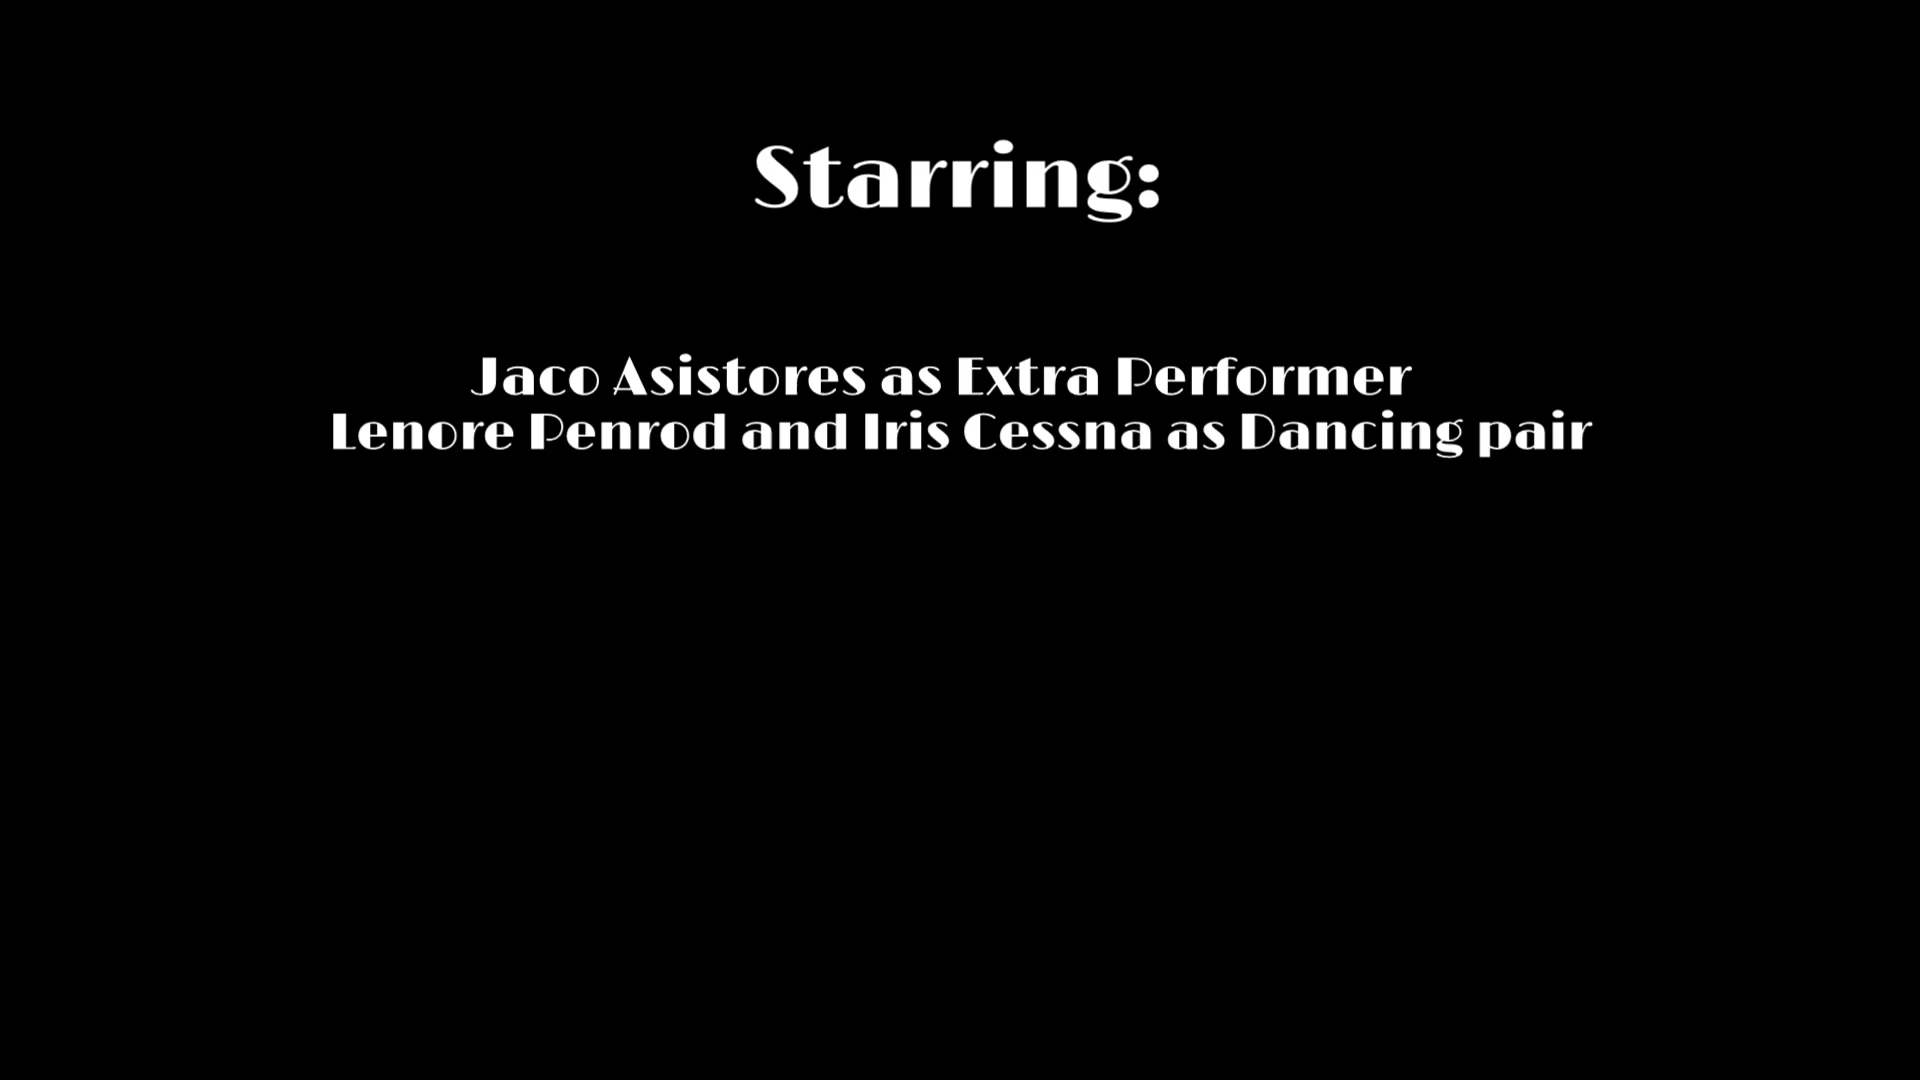 Starring:
Jaco Asistores as Extra Performer
Lenore Penrod and Iris Cessna as Dancing pair